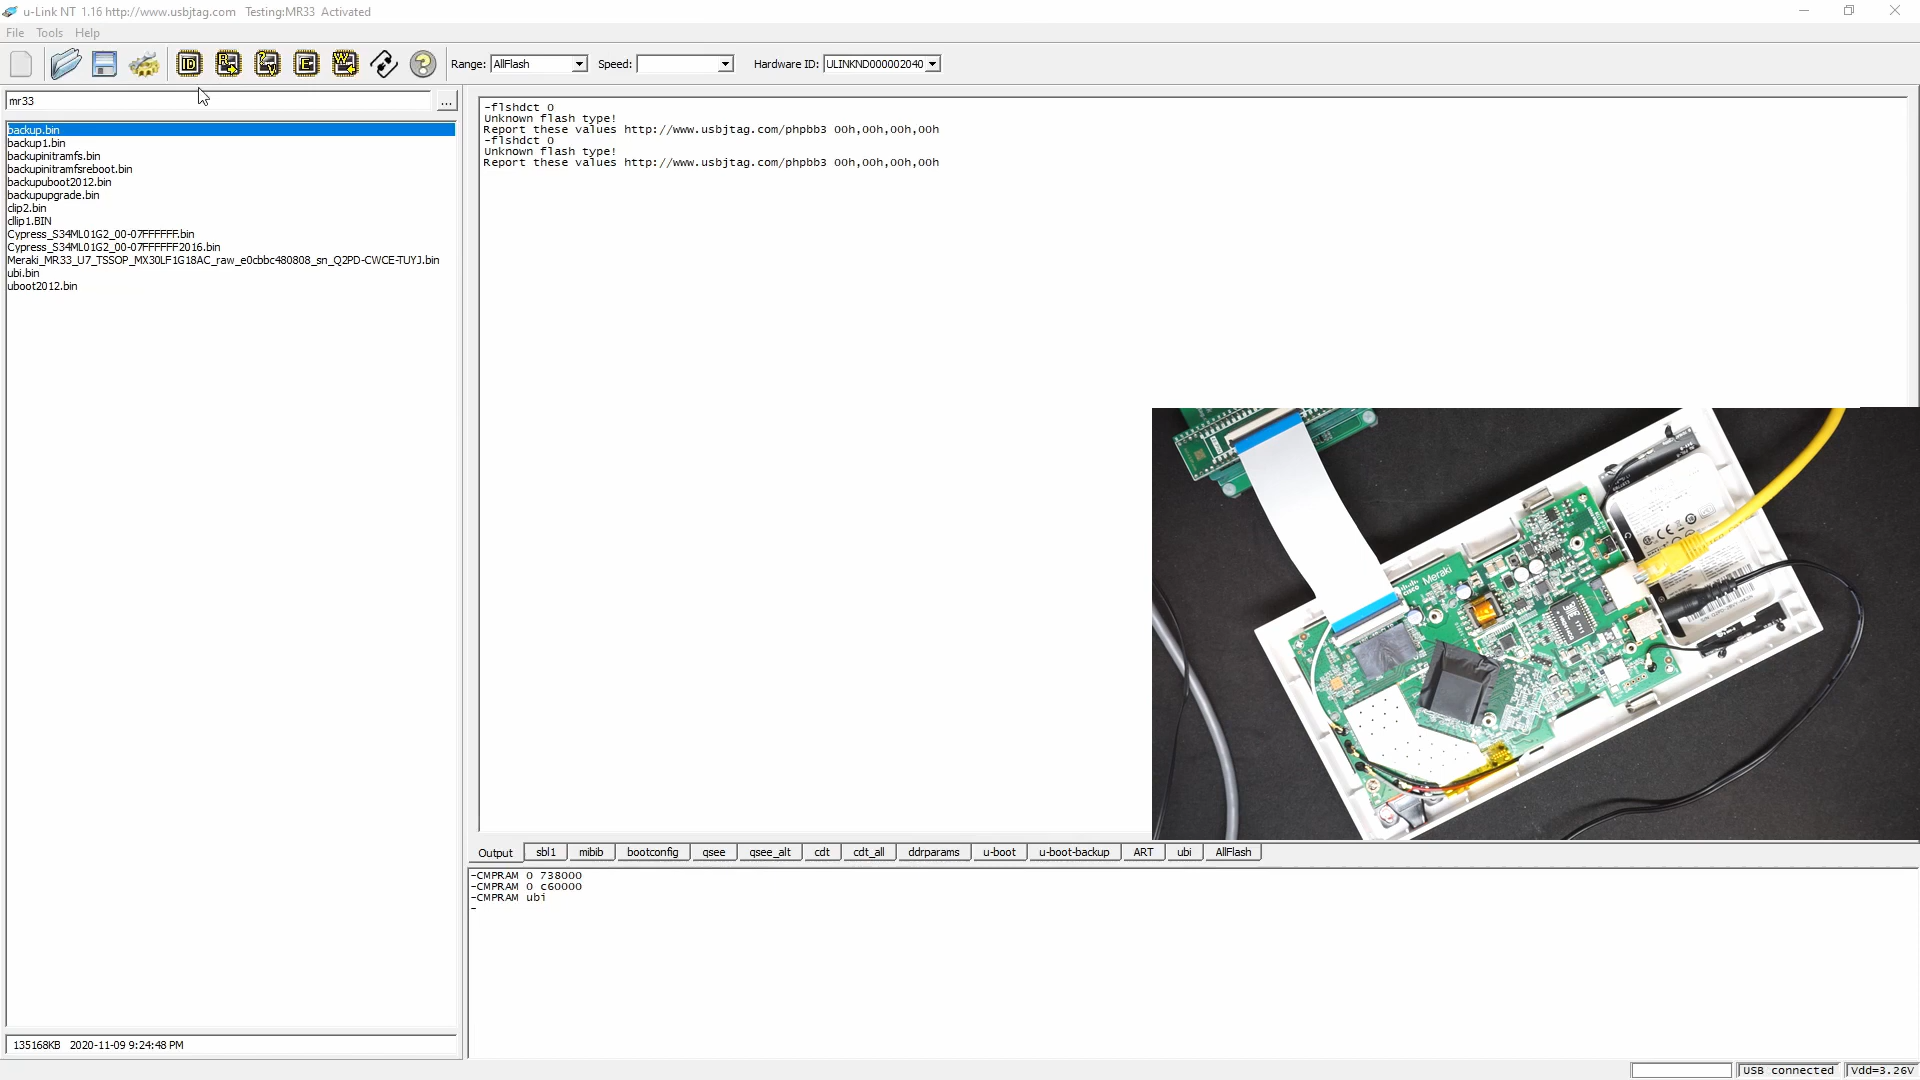 u-Link NT 1.16 http://www.usbjtag.com Testing:MR33 Activated
File Tools Help
ID R ?V E W ? Range: AllFlash Speed: Hardware ID: ULINKND000002040
mr33 ...
backup.bin
backup1.bin
backupinitramfs.bin
backupinitramfsreboot.bin
backupuboot2012.bin
backupupgrade.bin
clip2.bin
cllip1.BIN
Cypress_S34ML01G2_00-07FFFFFF.bin
Cypress_S34ML01G2_00-07FFFFFF2016.bin
Meraki_MR33_U7_TSSOP_MX30LF1G18AC_raw_e0cbbc480808_sn_Q2PD-CWCE-TUYJ.bin
ubi.bin
uboot2012.bin
135168KB 2020-11-09 9:24:48 PM
-flshdct 0
Unknown flash type!
Report these values http://www.usbjtag.com/phpbb3 00h,00h,00h,00h
-flshdct 0
Unknown flash type!
Report these values http://www.usbjtag.com/phpbb3 00h,00h,00h,00h
CISCO Meraki
1711
Output sbl1 mibib bootconfig qsee qsee_alt cdt cdt_all ddrparams u-boot u-boot-backup ART ubi AllFlash
-CMPRAM 0 738000
-CMPRAM 0 c60000
-CMPRAM ubi
-
USB connected Vdd=3.26V